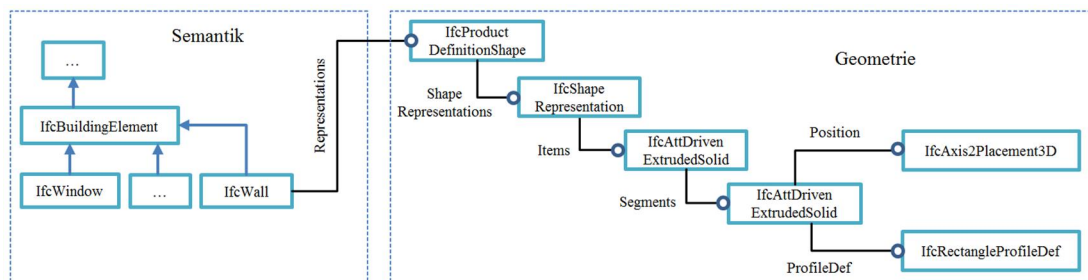 Semantik
...
IfcBuildingElement
IfcWindow
...
IfcWall
Representations
IfcProduct
DefinitionShape
Geometrie
Shape
Representations
IfcShape
Representation
Items
IfcAttDriven
ExtrudedSolid
Segments
IfcAttDriven
ExtrudedSolid
Position
IfcAxis2Placement3D
ProfileDef
IfcRectangleProfileDef